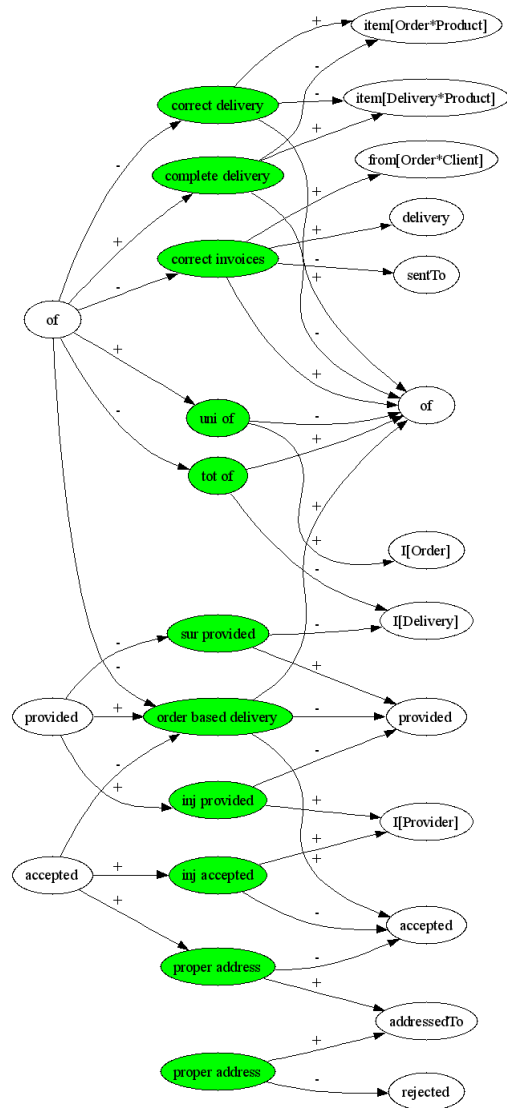 item[Order*Product]
correct delivery
item[Delivery*Product]
complete delivery
from[Order*Client]
delivery
correct invoices
sentTo
of
of
uni of
tot of
I[Order]
I[Delivery]
sur provided
provided
order based delivery
provided
inj provided
I[Provider]
accepted
inj accepted
accepted
proper address
addressedTo
proper address
rejected
+
-
-
+
-
+
-
+
+
-
+
-
+
-
-
+
-
+
+
-
-
-
+
+
-
-
-
+
+
+
+
-
+
-
+
-